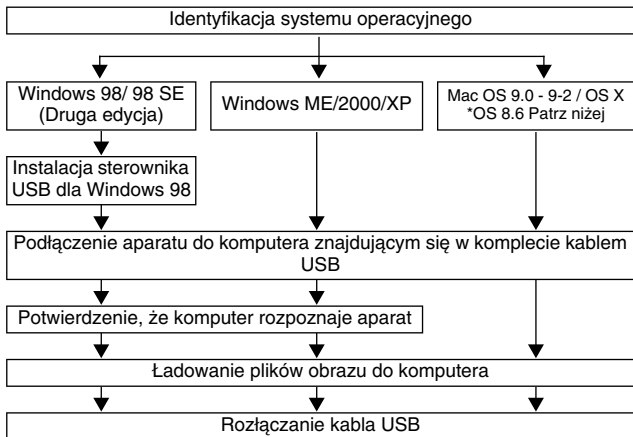 Identyfikacja systemu operacyjnego
Windows 98/ 98 SE
(Druga edycja)
Windows ME/2000/XP
Mac OS 9.0 - 9-2 / OS X
*OS 8.6 Patrz niżej
Instalacja sterownika
USB dla Windows 98
Podłączenie aparatu do komputera znajdującym się w komplecie kablem
USB
Potwierdzenie, że komputer rozpoznaje aparat
Ładowanie plików obrazu do komputera
Rozłączanie kabla USB